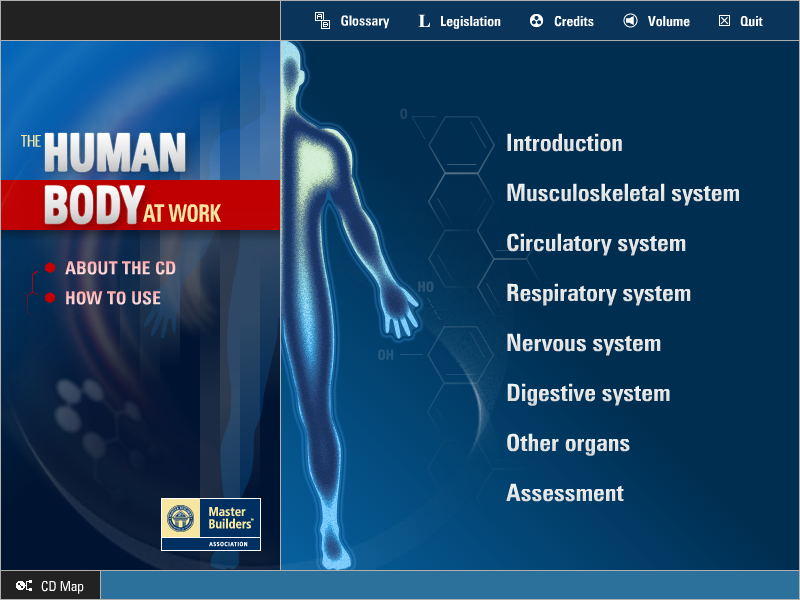 Glossary
L Legislation
Credits
Volume
Quit
THE HUMAN
BODY AT WORK
ABOUT THE CD
HOW TO USE
O
HO
OH
Introduction
Musculoskeletal system
Circulatory system
Respiratory system
Nervous system
Digestive system
Other organs
Assessment
Master
Builders
ASSOCIATION
CD Map